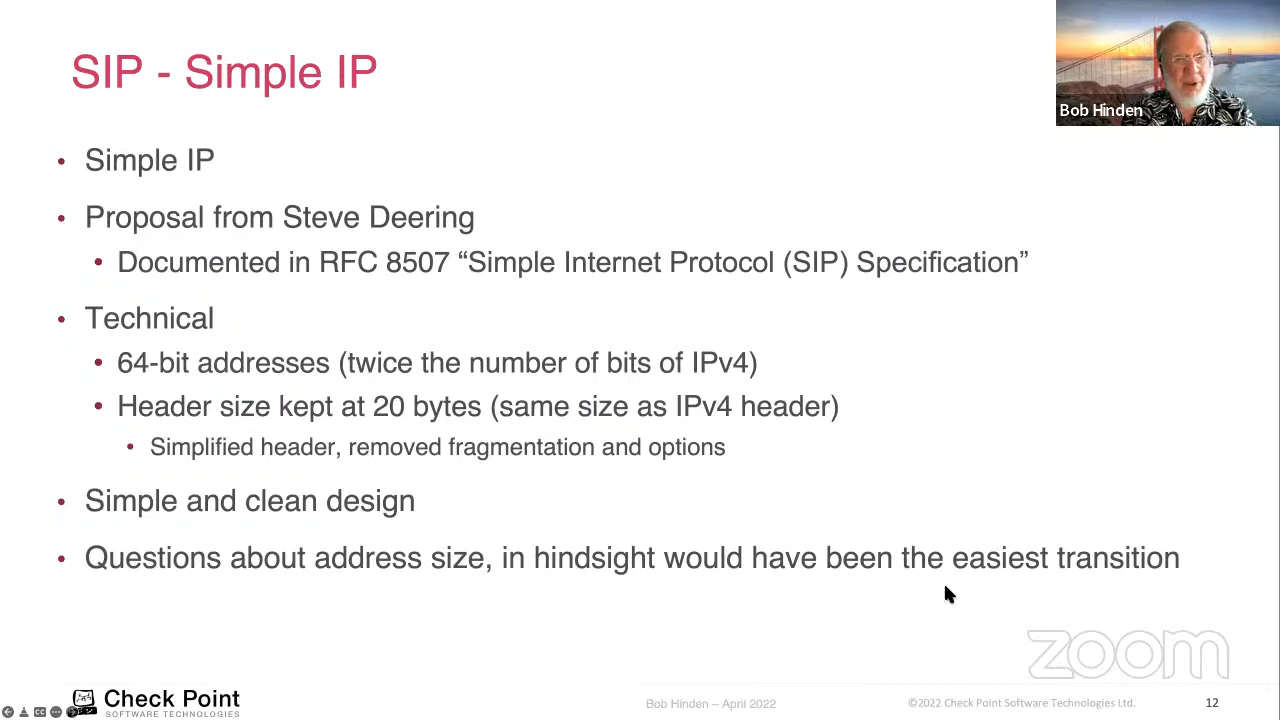 SIP - Simple IP
Bob Hinden
• Simple IP
• Proposal from Steve Deering
• Documented in RFC 8507 “Simple Internet Protocol (SIP) Specification”
• Technical
• 64-bit addresses (twice the number of bits of IPv4)
• Header size kept at 20 bytes (same size as IPv4 header)
• Simplified header, removed fragmentation and options
• Simple and clean design
• Questions about address size, in hindsight would have been the easiest transition
zoom
Check Point
SOFTWARE TECHNOLOGIES
Bob Hinden – April 2022
©2022 Check Point Software Technologies Ltd.
12